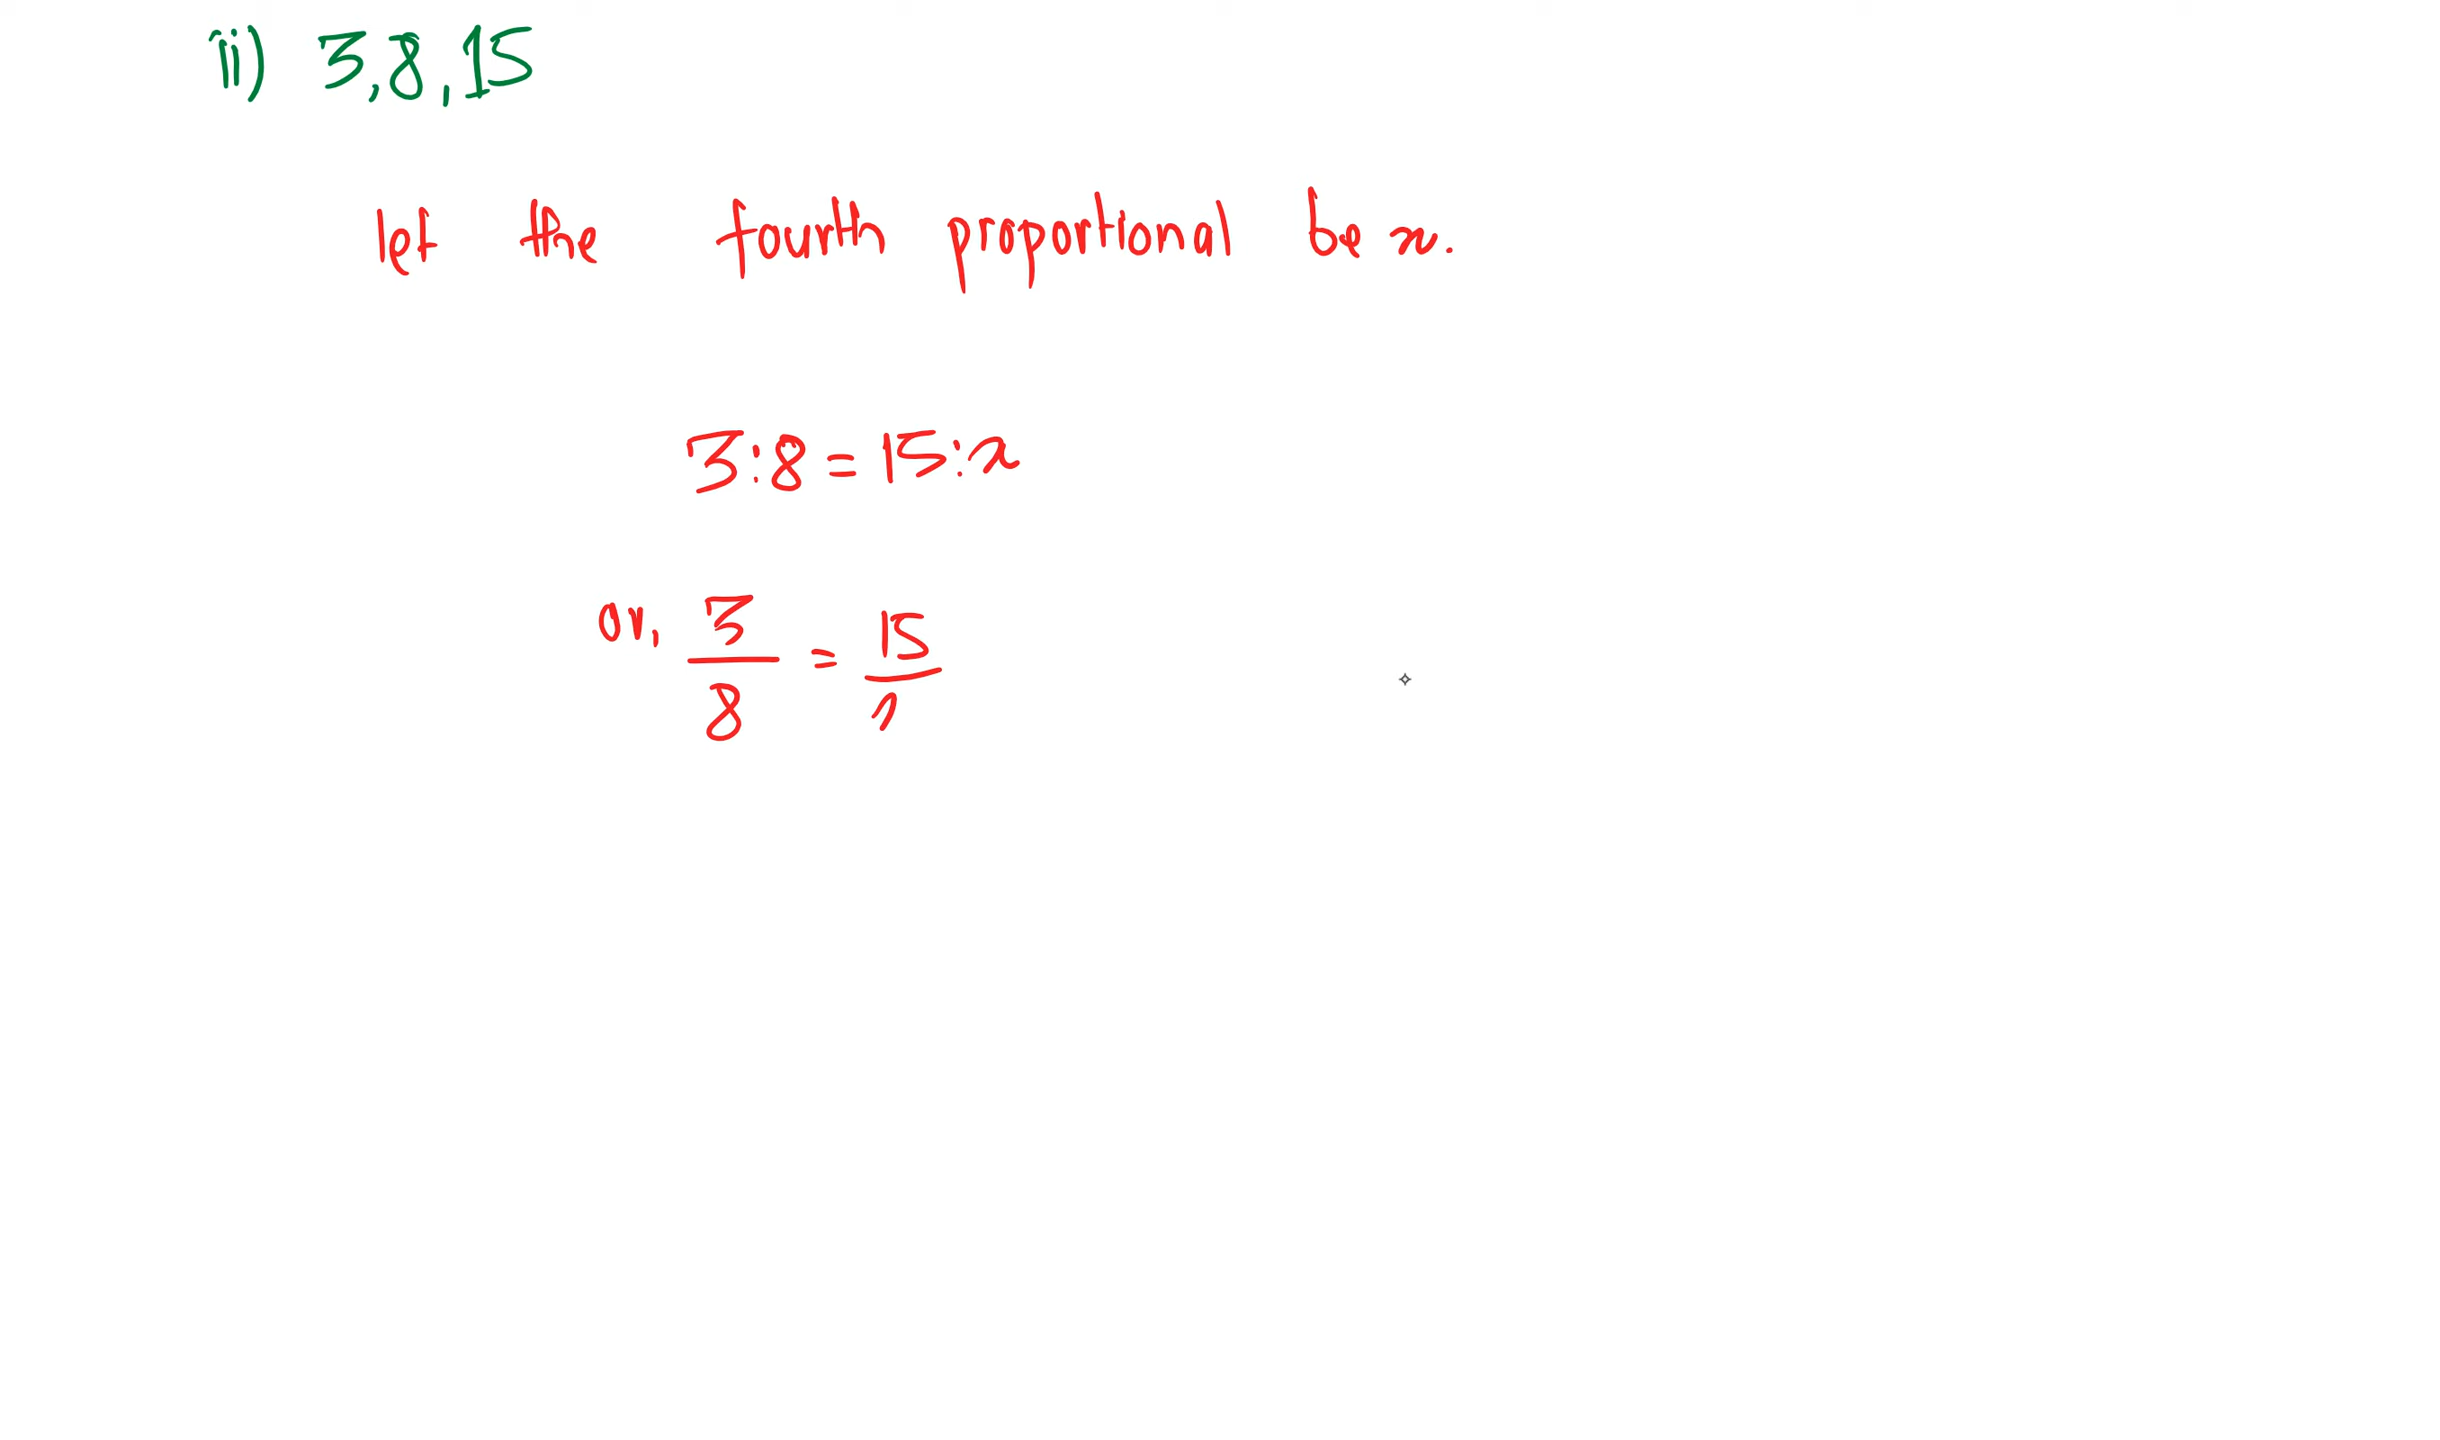 ii) 3,8,15
let the fourth proportional be x.
3:8=15:x
or, 3/8 = 15/